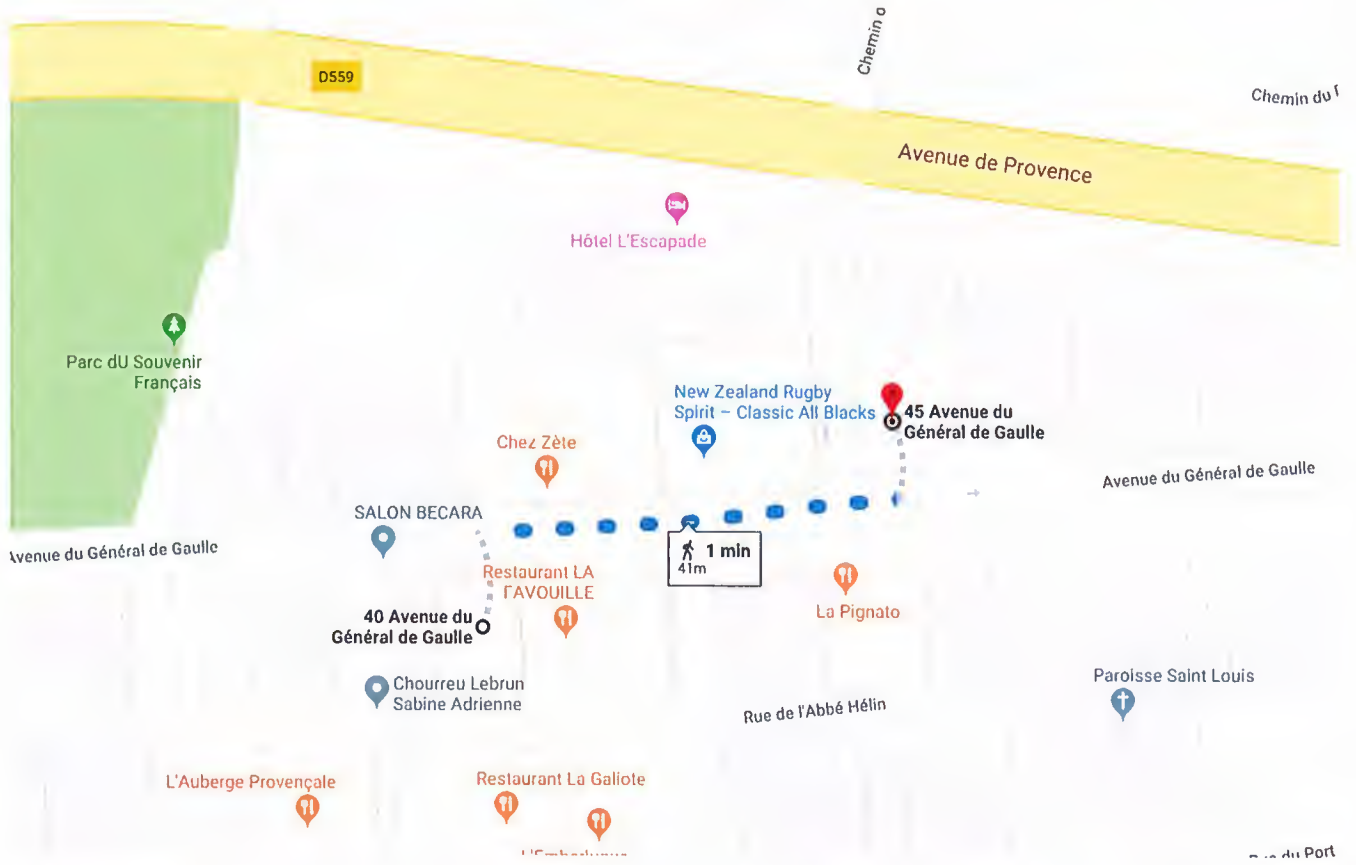 Chemin
D559
Chemin du
Avenue de Provence
Hôtel L'Escapade
Parc dU Souvenir
Français
New Zealand Rugby
Spirit – Classic All Blacks
45 Avenue du
Général de Gaulle
Chez Zète
Avenue du Général de Gaulle
SALON BECARA
Avenue du Général de Gaulle
1 min
41m
Restaurant LA
TAVOUILLE
La Pignato
40 Avenue du
Général de Gaulle
Chourreu Lebrun
Sabine Adrienne
Paroisse Saint Louis
Rue de l'Abbé Hélin
L'Auberge Provençale
Restaurant La Galiote
du Port